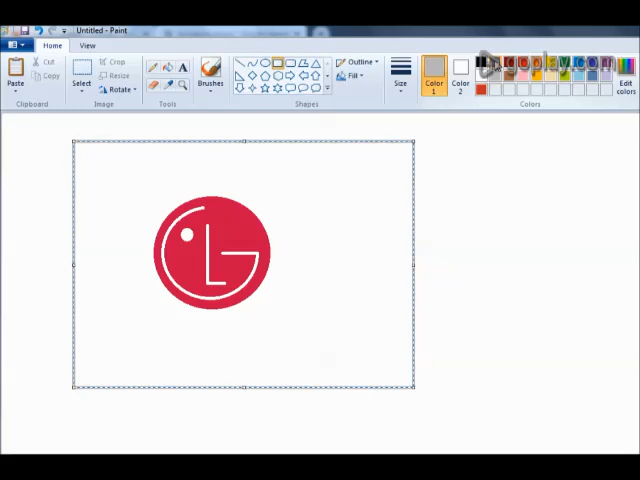 Untitled - Paint
Home View
Paste
Cut
Copy
Clipboard
Select
Crop
Resize
Rotate
Image
A
Tools
Brushes
Outline
Fill
Shapes
Size
Color 1
Color 2
Edit colors
Colors
LG